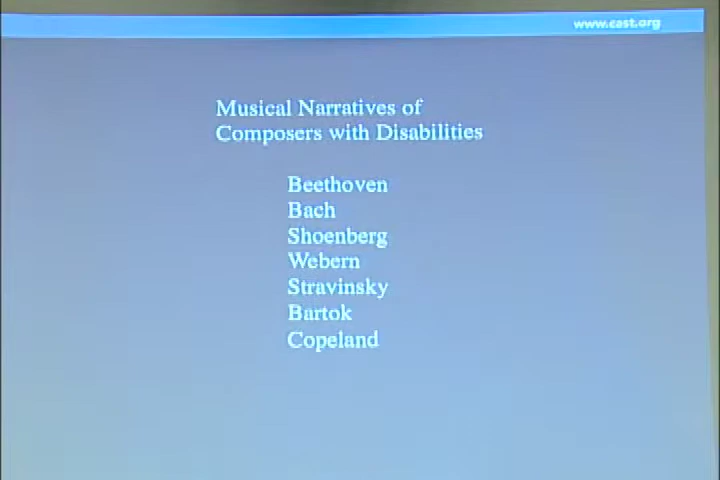 www.cast.org
Musical Narratives of
Composers with Disabilities
Beethoven
Bach
Shoenberg
Webern
Stravinsky
Bartok
Copeland